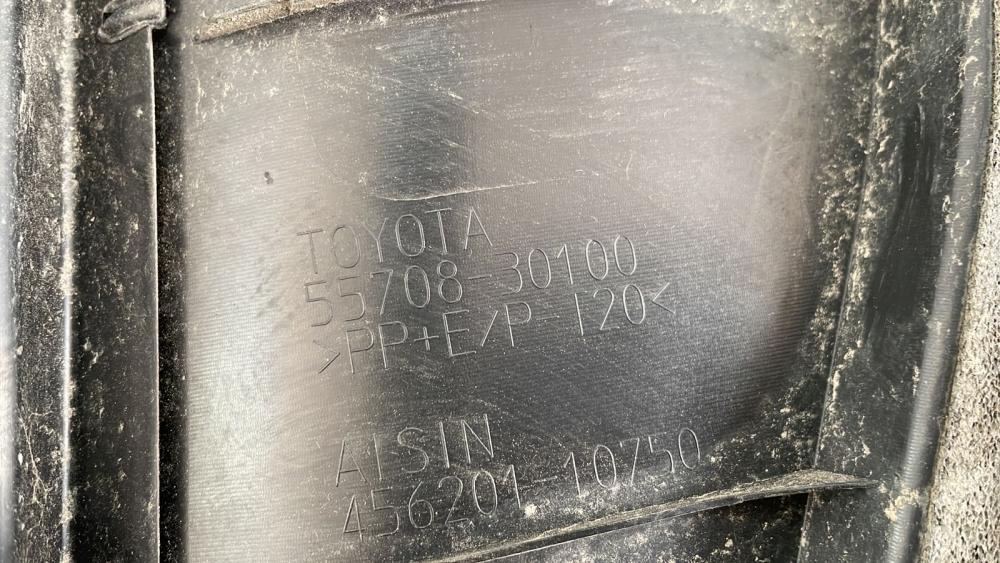 TOYOTA
55708-30100
>PP+E/P-T20<
AISIN
456201-10750